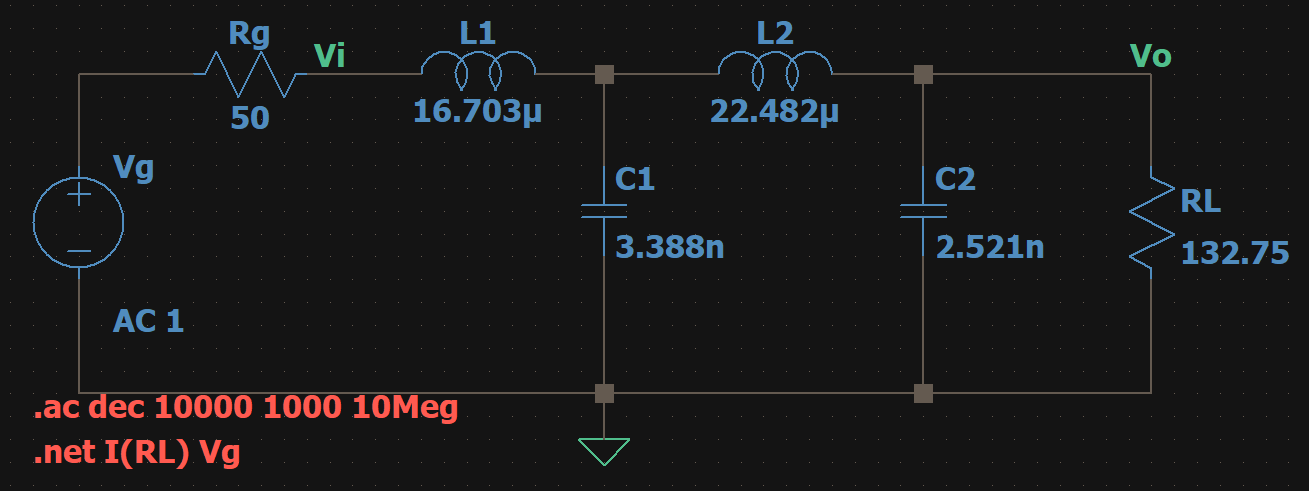 Rg
Vi
L1
L2
Vo
50
16.703µ
22.482µ
Vg
C1
C2
RL
3.388n
2.521n
132.75
AC 1
.ac dec 10000 1000 10Meg
.net I(RL) Vg